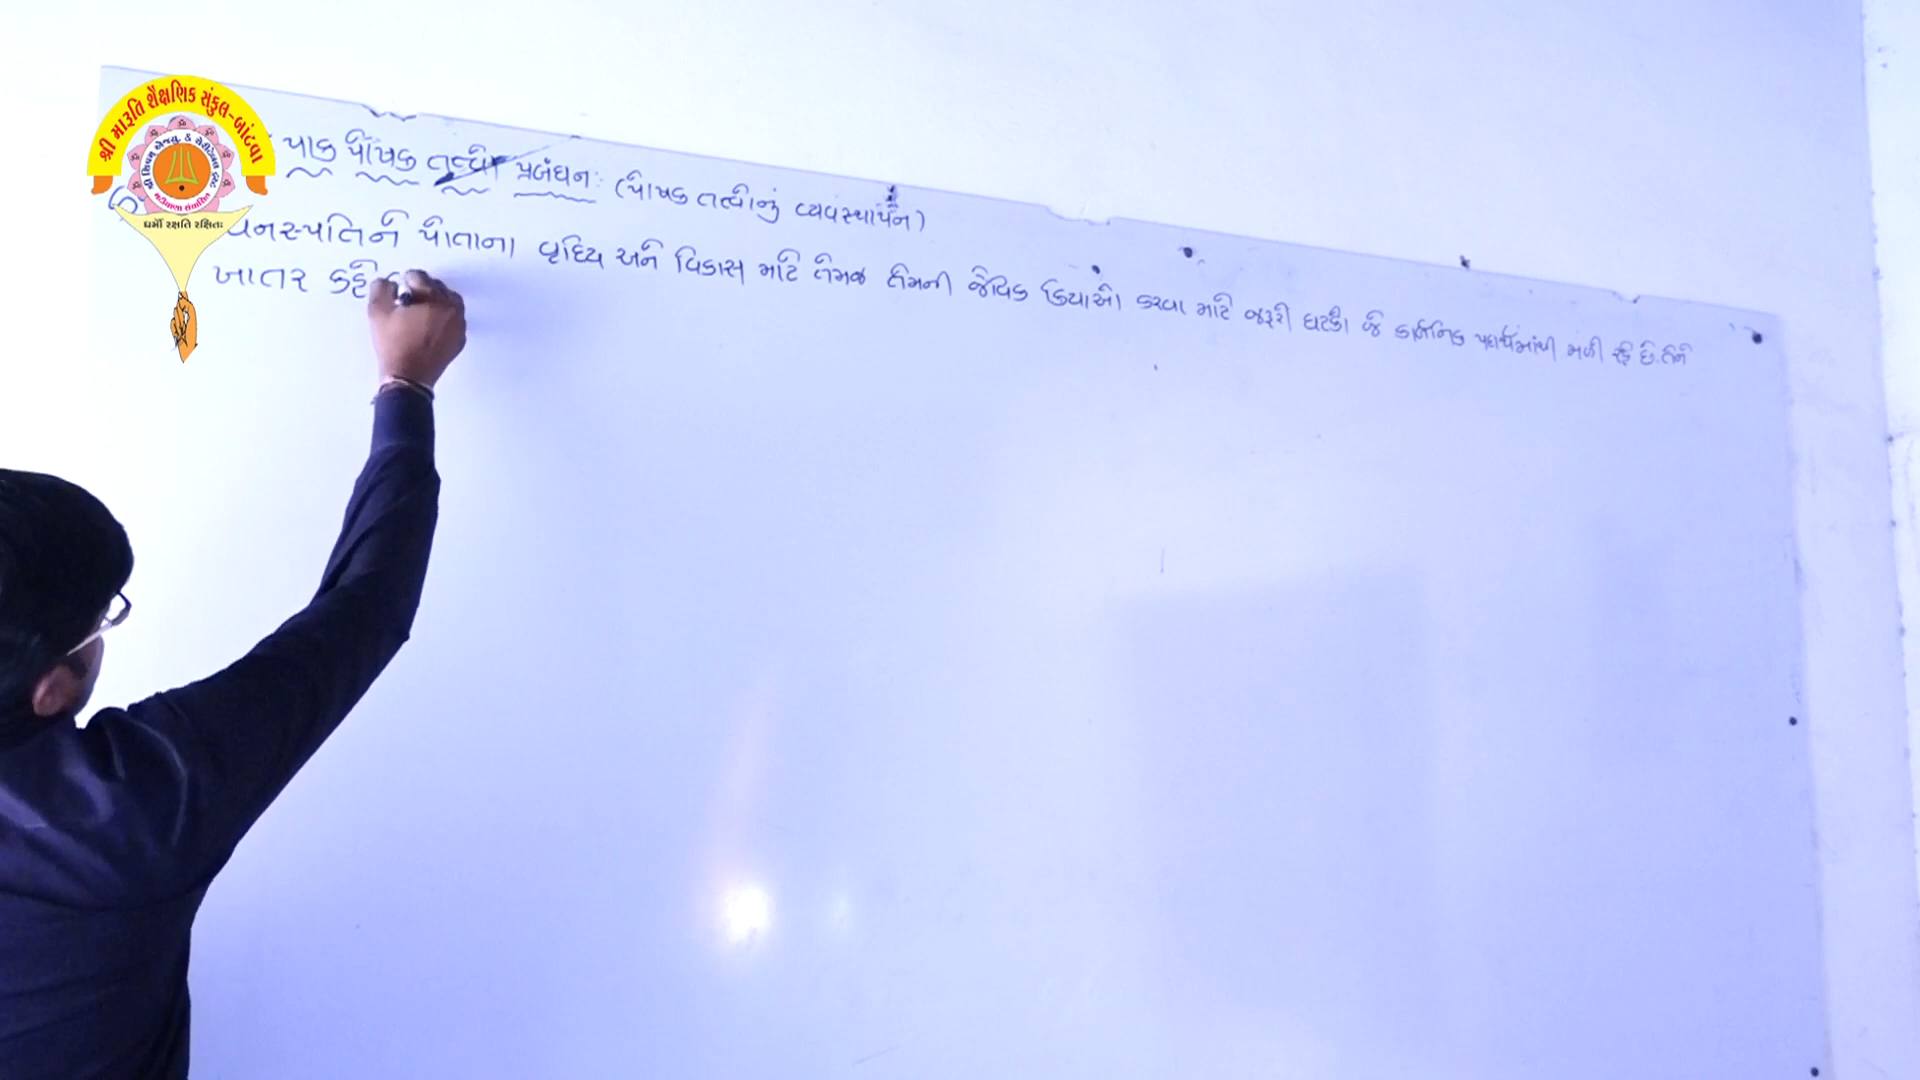 શ્રી મારૂતિ શૈક્ષણિક સંકુલ-બાંટવા
ધર્મો રક્ષતિ રક્ષિતઃ
પાક પોષક તત્વો પ્રબંધન: (પોષક તત્વોનું વ્યવસ્થાપન)
વનસ્પતિને પોતાના વૃદ્ધિ અને વિકાસ માટે તેમજ તેમની જૈવિક ક્રિયાઓ કરવા માટે જરૂરી ઘટકો જે કાર્બનિક પદાર્થમાંથી મળી રહે છે. તેને
ખાતર કહે